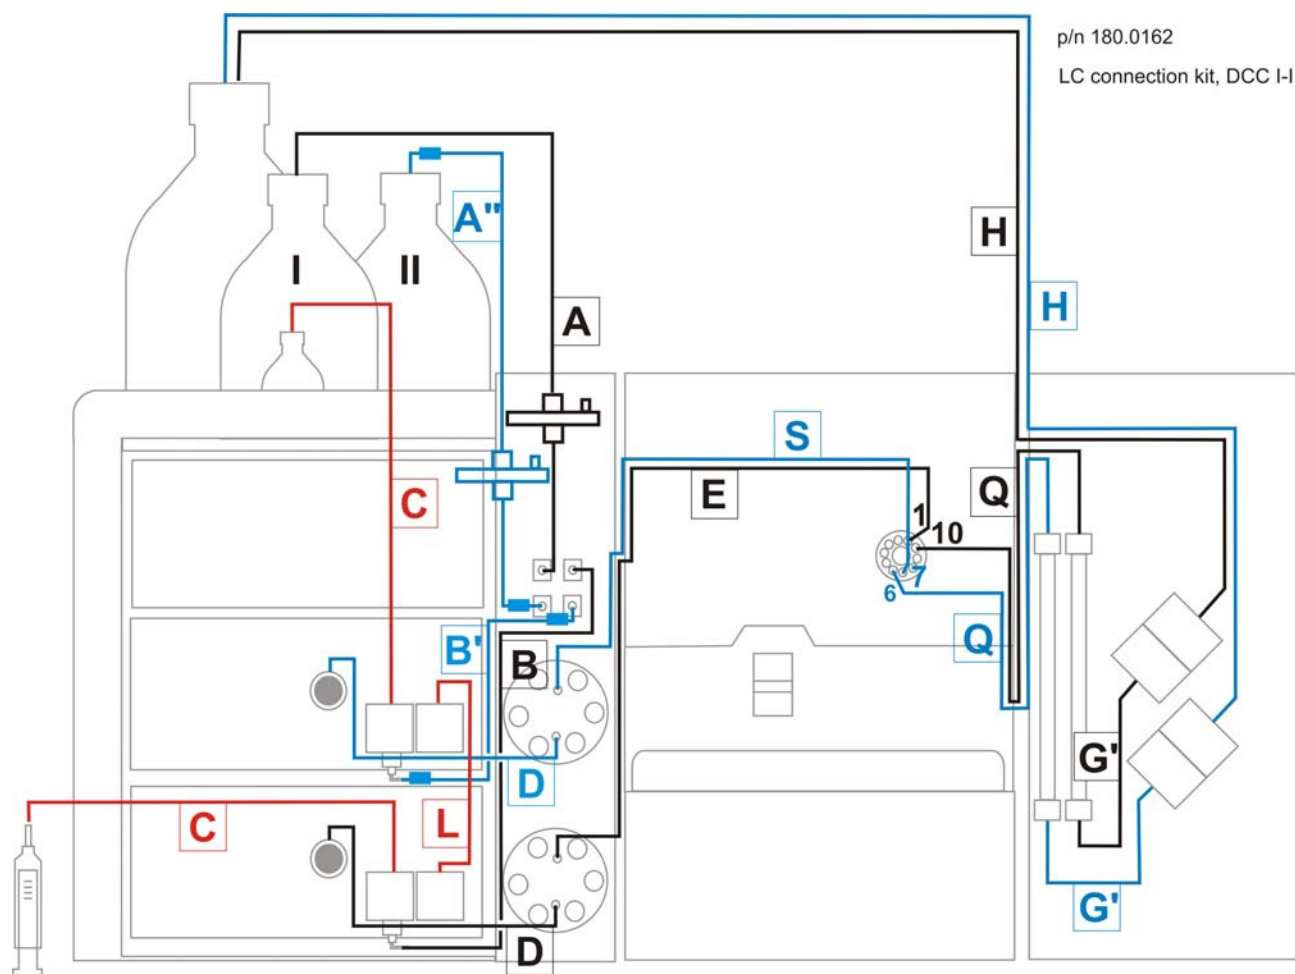 p/n 180.0162
LC connection kit, DCC I-I
A"
H
I
II
A
H
S
C
E
Q
1
10
6
7
B'
B
Q
G'
D
C
L
G'
D